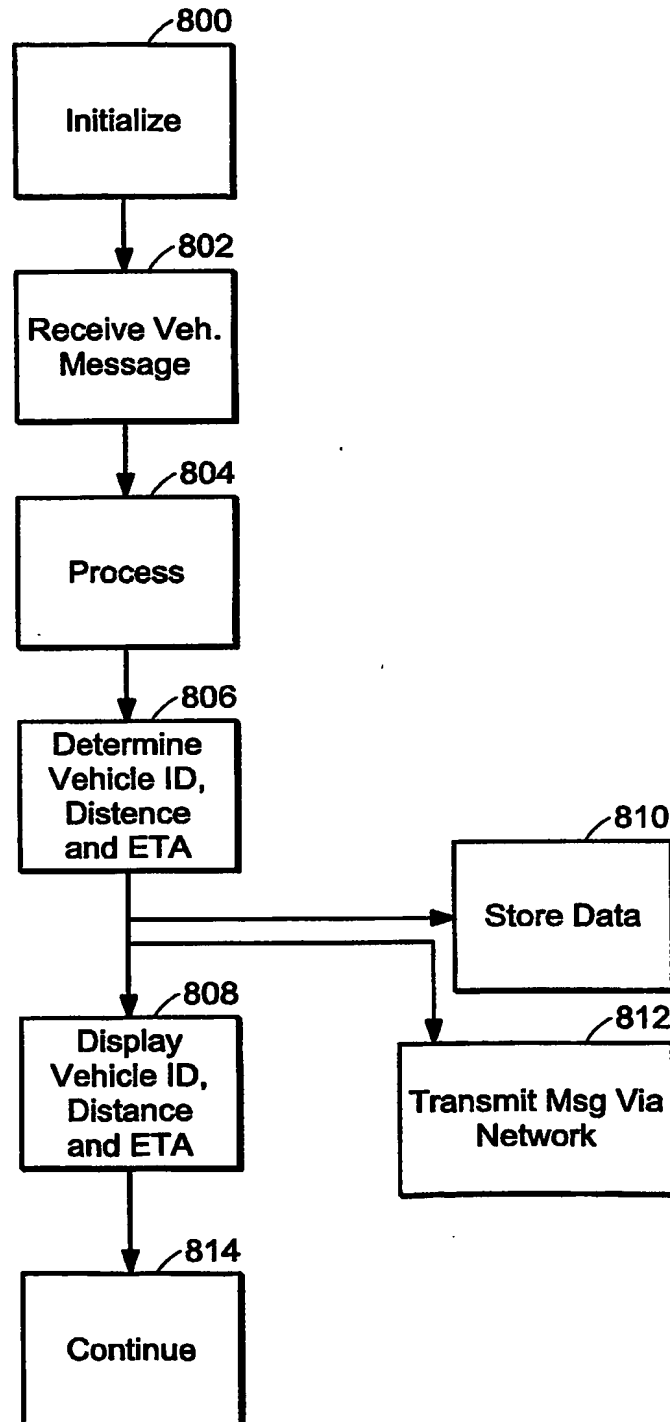 800
Initialize
802
Receive Veh.
Message
804
Process
806
Determine
Vehicle ID,
Distence
and ETA
810
Store Data
808
Display
Vehicle ID,
Distance
and ETA
812
Transmit Msg Via
Network
814
Continue